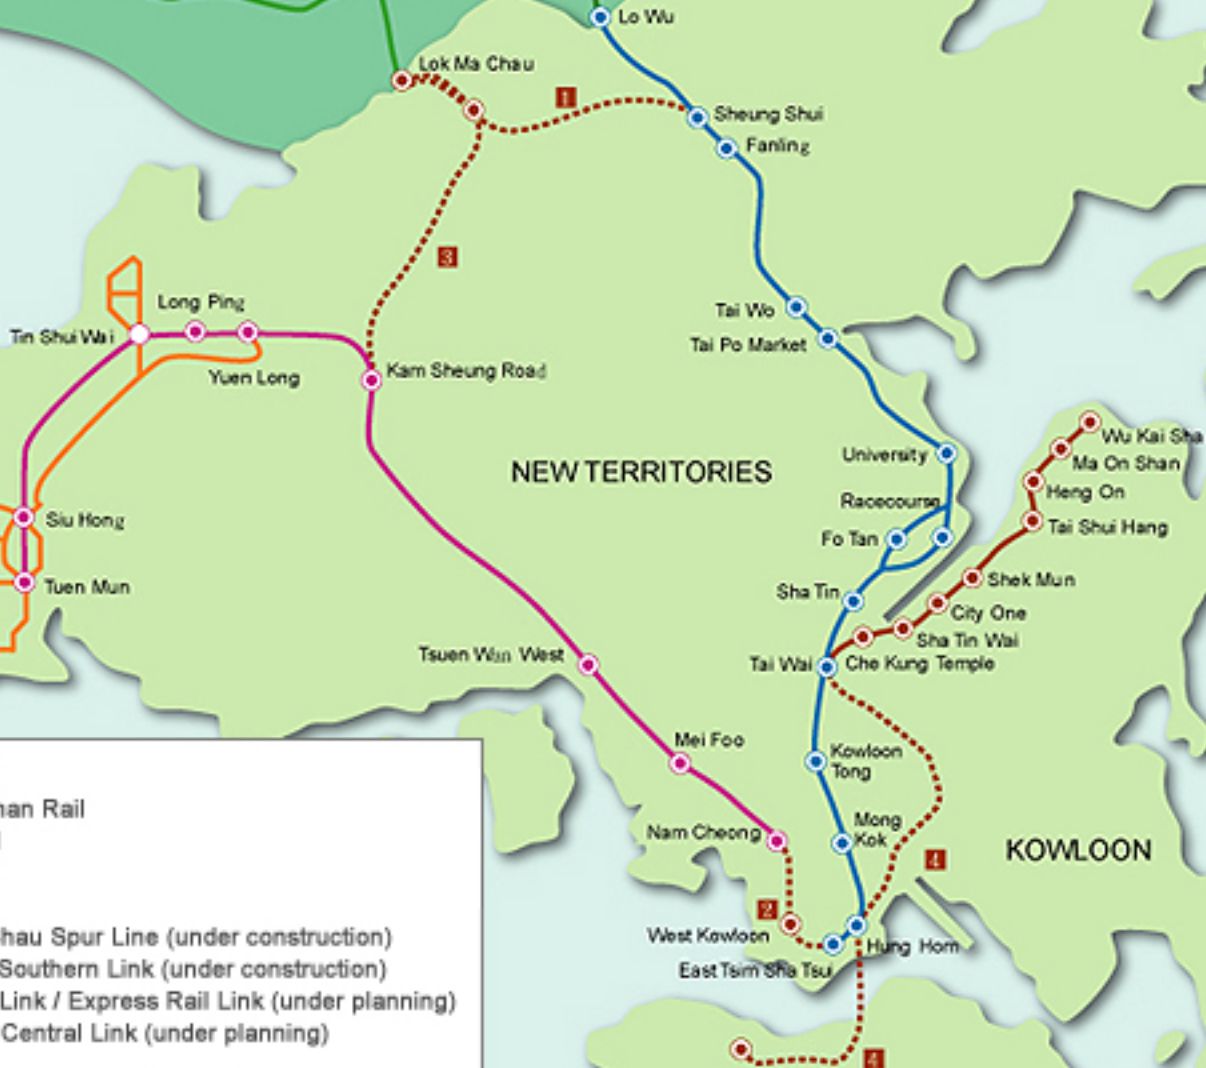 Lo Wu
Lok Ma Chau
1
Sheung Shui
Fanling
3
Long Ping
Tai Wo
Tin Shui Wai
Tai Po Market
Kam Sheung Road
Yuen Long
Wu Kai Sha
University
Ma On Shan
NEW TERRITORIES
Heng On
Racecourse
Siu Hong
Tai Shui Hang
Fo Tan
Shek Mun
Tuen Mun
Sha Tin
City One
Sha Tin Wai
Tsuen Wan West
Tai Wai
Che Kung Temple
Mei Foo
Kowloon
Tong
man Rail
Mong
Kok
Nam Cheong
KOWLOON
4
2
hau Spur Line (under construction)
West Kowloon
Hung Hom
Southern Link (under construction)
East Tsim Sha Tsui
Link / Express Rail Link (under planning)
Central Link (under planning)
4